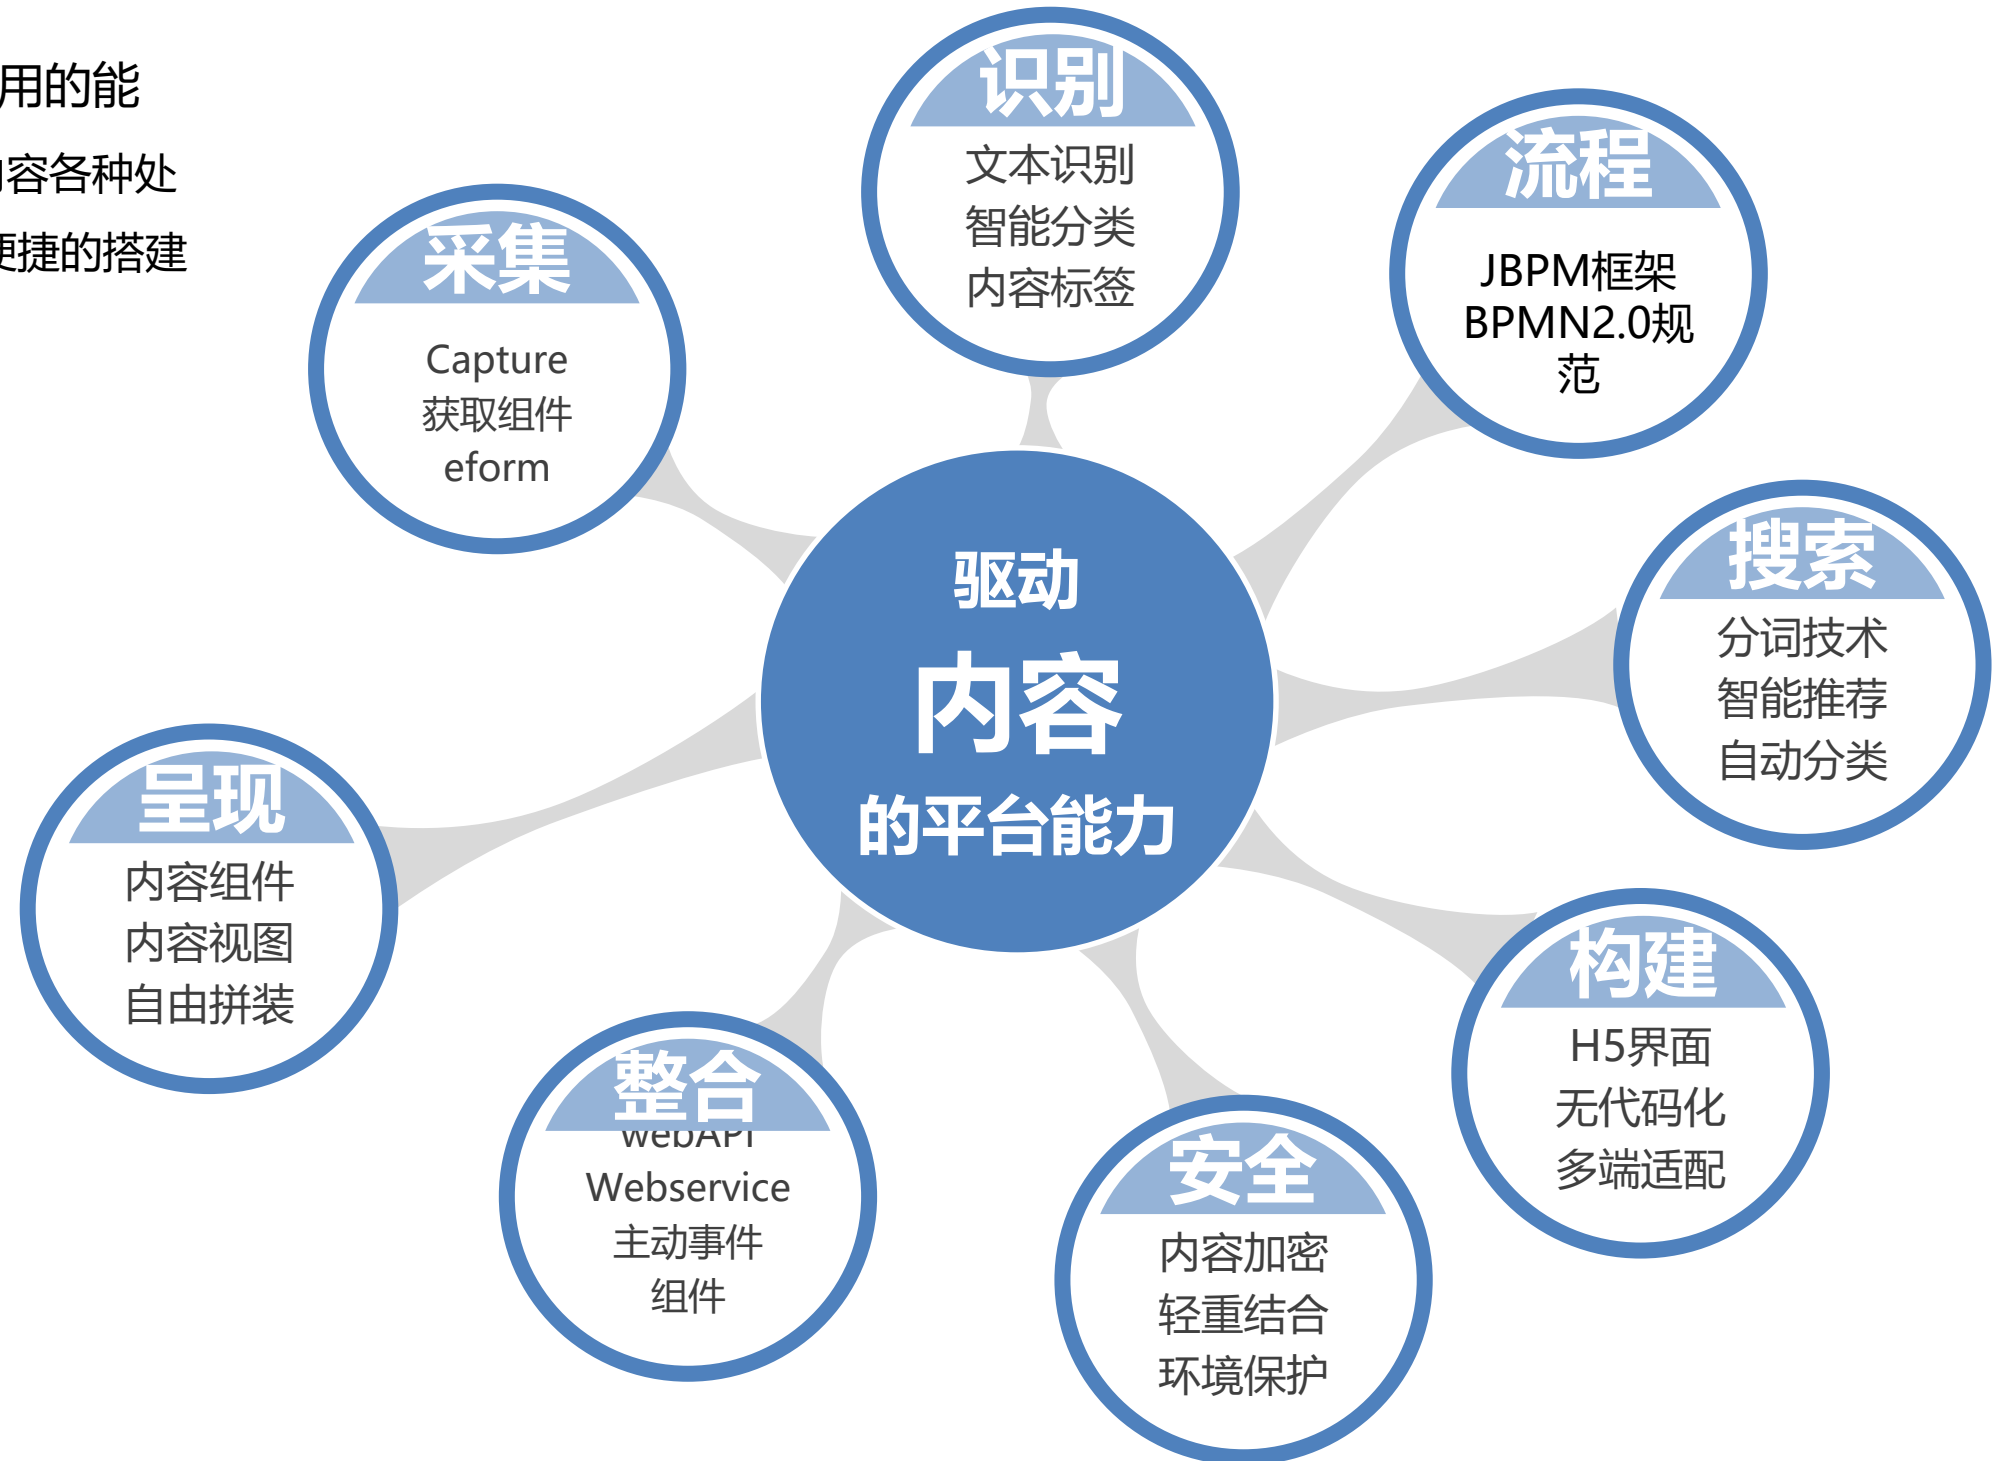 用的能
容各种处
便捷的搭建
识别
文本识别
智能分类
内容标签
流程
JBPM框架
BPMN2.0规
范
采集
Capture
获取组件
eform
搜索
分词技术
智能推荐
自动分类
驱动
内容
的平台能力
呈现
内容组件
内容视图
自由拼装
构建
H5界面
无代码化
多端适配
整合
webAPI
Webservice
主动事件
组件
安全
内容加密
轻重结合
环境保护